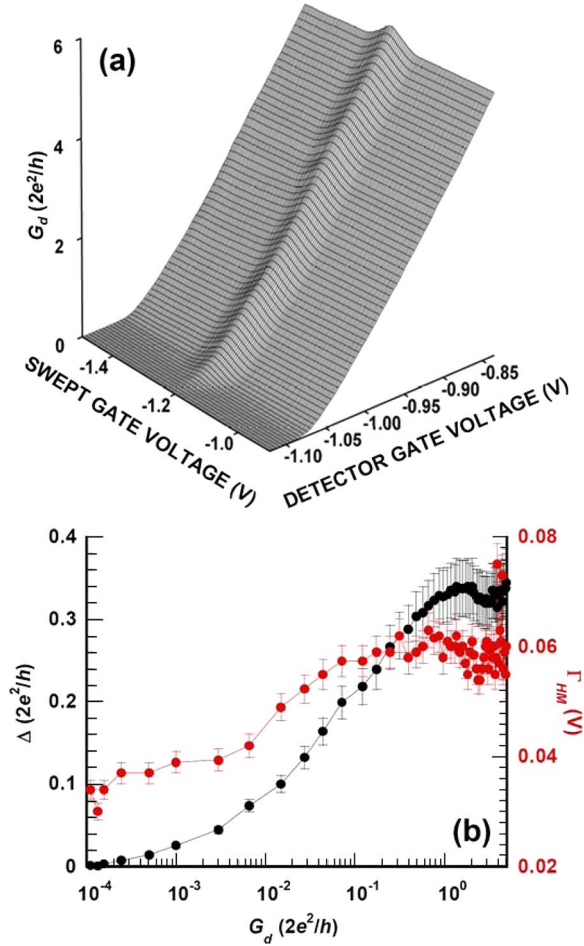 (a)
6
4
2
0
G_d (2e²/h)
-1.4
-1.2
-1.0
SWEPT GATE VOLTAGE (V)
-1.10
-1.05
-1.00
-0.95
-0.90
-0.85
DETECTOR GATE VOLTAGE (V)
0.4
0.3
0.2
0.1
0
Δ (2e²/h)
0.08
0.06
0.04
0.02
Γ_HM (V)
(b)
10⁻⁴ 10⁻³ 10⁻² 10⁻¹ 10⁰
G_d (2e²/h)